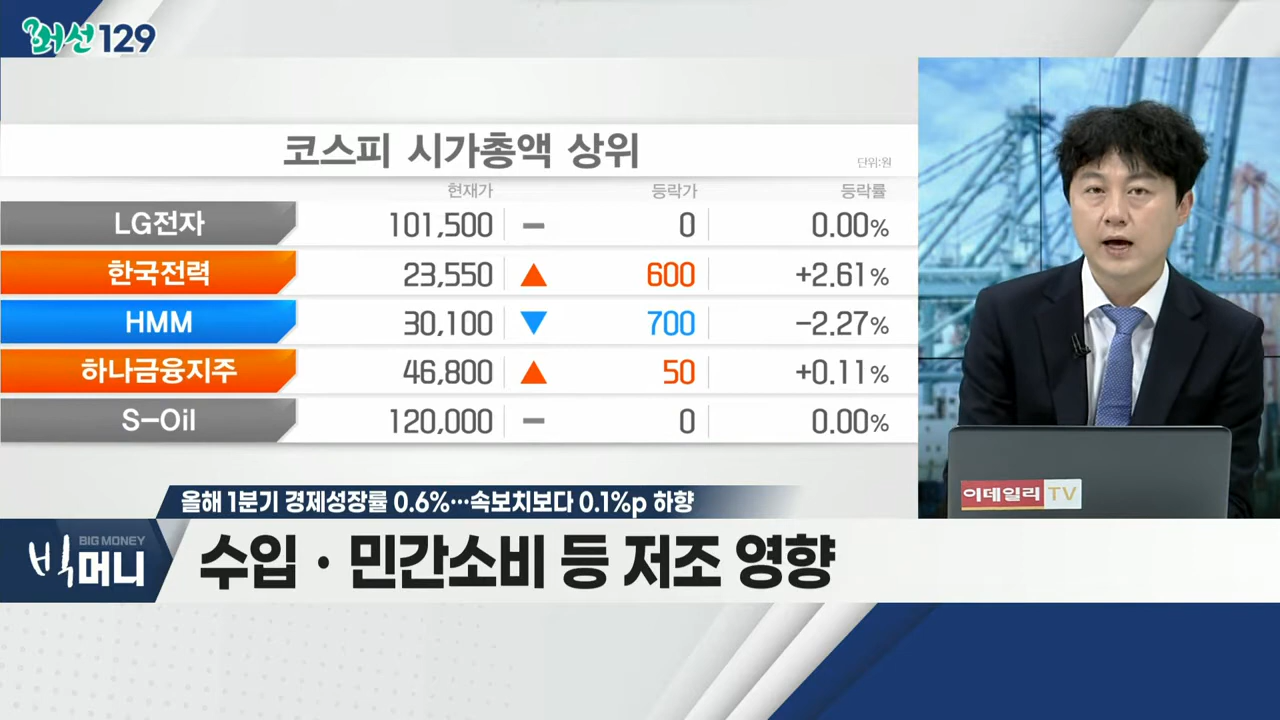 머선129
코스피 시가총액 상위
단위:원
현재가 등락가 등락률
LG전자 101,500 0 0.00%
한국전력 23,550 ▲ 600 +2.61%
HMM 30,100 ▼ 700 -2.27%
하나금융지주 46,800 ▲ 50 +0.11%
S-Oil 120,000 0 0.00%
이데일리 TV
올해 1분기 경제성장률 0.6%…속보치보다 0.1%p 하향
BIG MONEY
빅머니
수입·민간소비 등 저조 영향